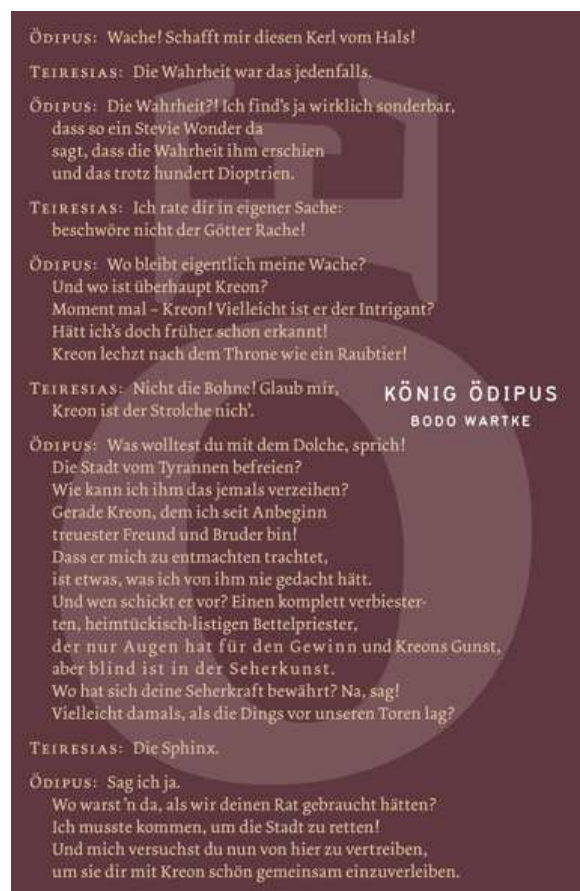 ÖDIPUS: Wache! Schafft mir diesen Kerl vom Hals!
TEIRESIAS: Die Wahrheit war das jedenfalls.
ÖDIPUS: Die Wahrheit?! Ich find's ja wirklich sonderbar,
dass so ein Stevie Wonder da
sagt, dass die Wahrheit ihm erschien
und das trotz hundert Dioptrien.
TEIRESIAS: Ich rate dir in eigener Sache:
beschwöre nicht der Götter Rache!
ÖDIPUS: Wo bleibt eigentlich meine Wache?
Und wo ist überhaupt Kreon?
Moment mal – Kreon! Vielleicht ist er der Intrigant?
Hätt ich's doch früher schon erkannt!
Kreon lechzt nach dem Throne wie ein Raubtier!
TEIRESIAS: Nicht die Bohne! Glaub mir,
Kreon ist der Strolche nich'.
KÖNIG ÖDIPUS
BODO WARTKE
ÖDIPUS: Was wolltest du mit dem Dolche, sprich!
Die Stadt vom Tyrannen befreien?
Wie kann ich ihm das jemals verzeihen?
Gerade Kreon, dem ich seit Anbeginn
treuester Freund und Bruder bin!
Dass er mich zu entmachten trachtet,
ist etwas, was ich von ihm nie gedacht hätt.
Und wen schickt er vor? Einen komplett verbiester-
ten, heimtückisch-listigen Bettelpriester,
der nur Augen hat für den Gewinn und Kreons Gunst,
aber blind ist in der Seherkunst.
Wo hat sich deine Seherkraft bewährt? Na, sag!
Vielleicht damals, als die Dings vor unseren Toren lag?
TEIRESIAS: Die Sphinx.
ÖDIPUS: Sag ich ja.
Wo warst 'n da, als wir deinen Rat gebraucht hätten?
Ich musste kommen, um die Stadt zu retten!
Und mich versuchst du nun von hier zu vertreiben,
um sie dir mit Kreon schön gemeinsam einzuverleiben.